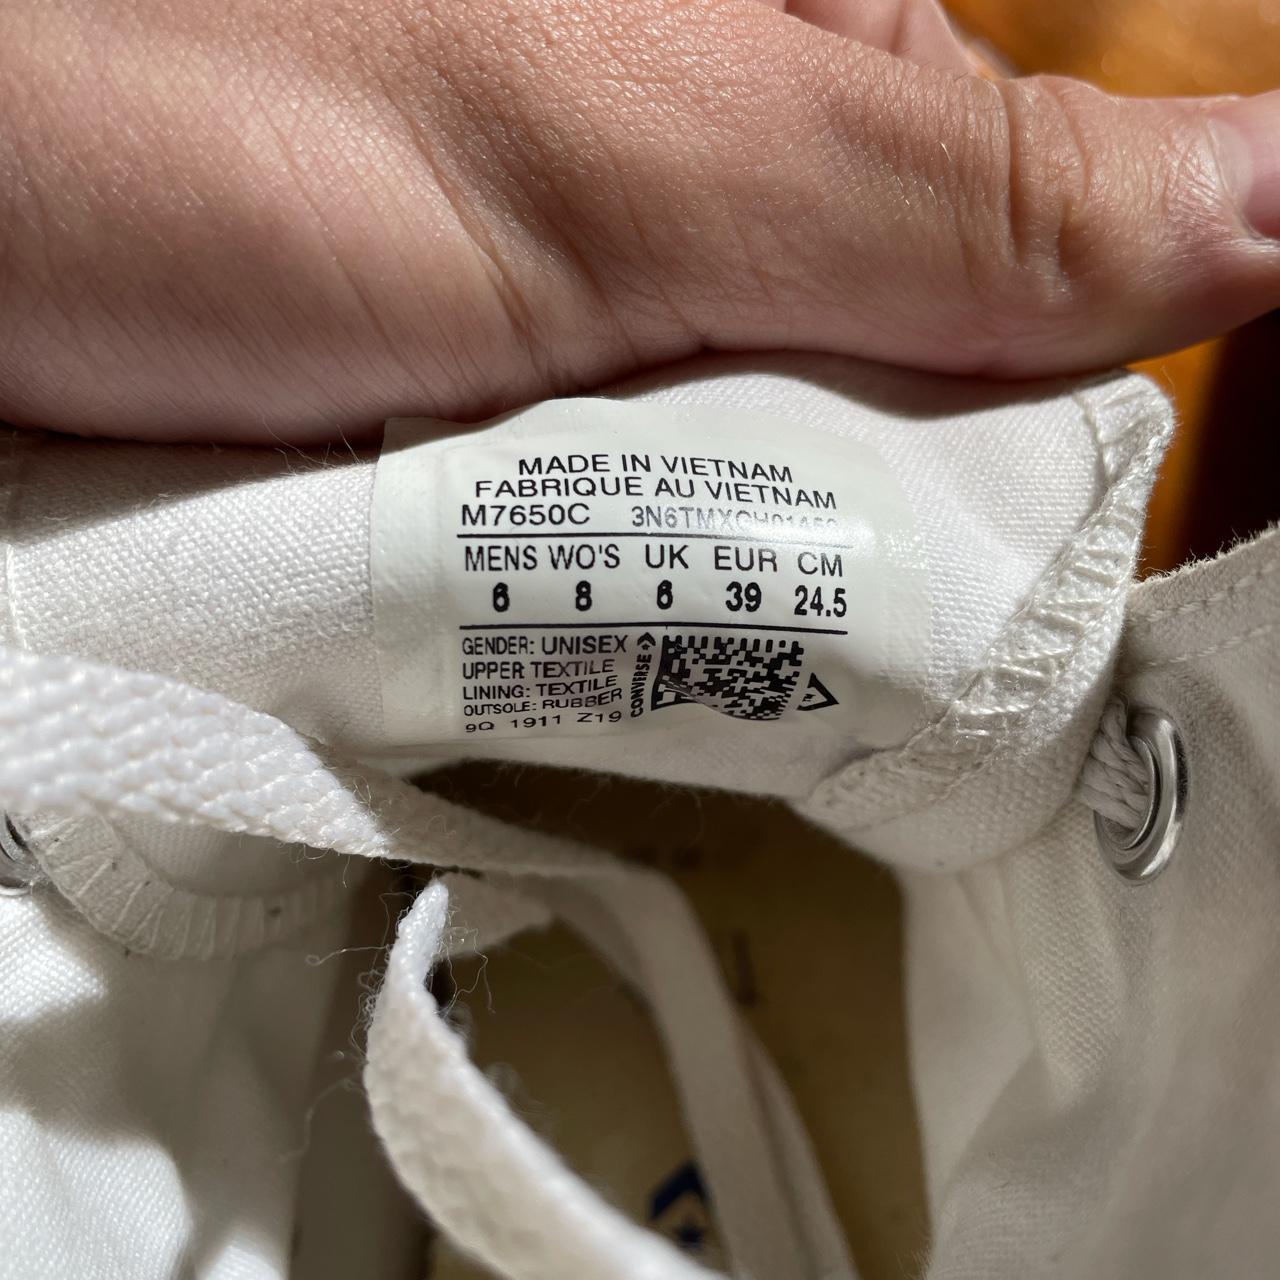 MADE IN VIETNAM
FABRIQUE AU VIETNAM
M7650C
MENS WO'S UK EUR CM
6 8 6 39 24.5
GENDER: UNISEX
UPPER: TEXTILE
LINING: TEXTILE
OUTSOLE: RUBBER
9Q 1911 Z19
CONVERSE